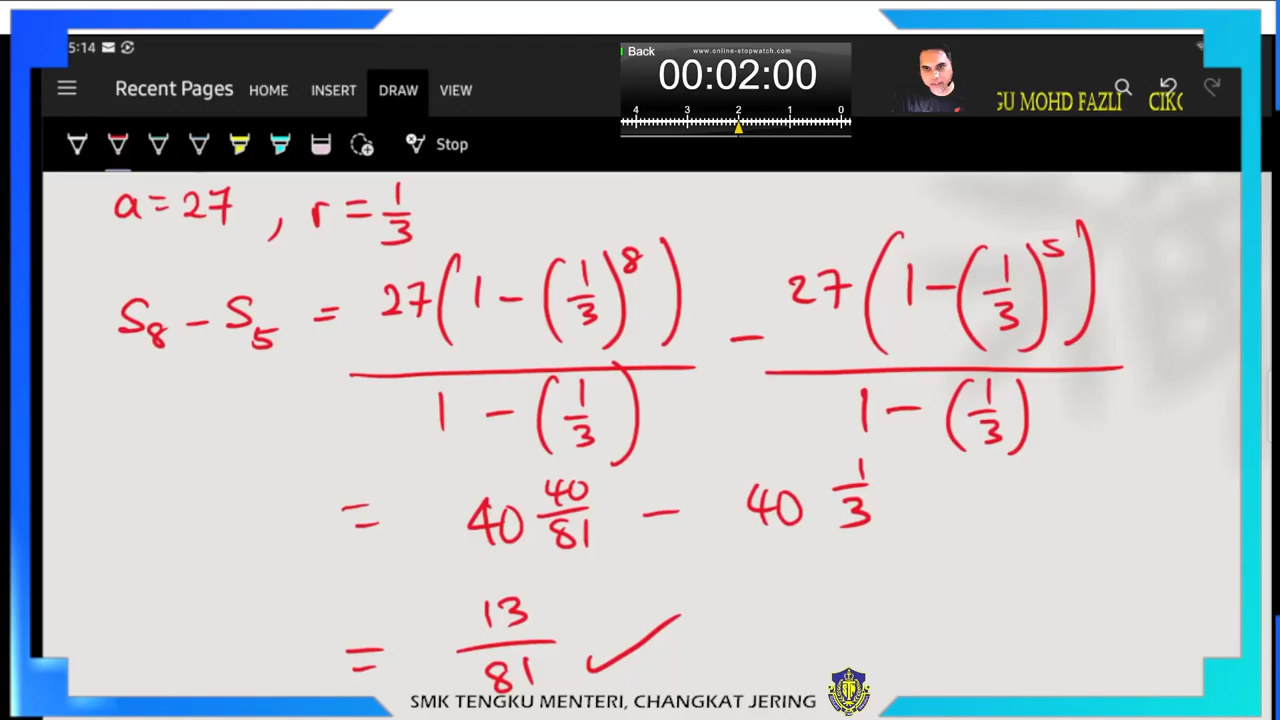 5:14
Back
www.online-stopwatch.com
00:02:00
4 3 2 1 0
Recent Pages HOME INSERT DRAW VIEW
GU MOHD FAZLI CIKG
Stop
a = 27 , r = 1/3
S₈ - S₅ = 27(1 - (1/3)⁸) / 1 - (1/3) - 27(1 - (1/3)⁵) / 1 - (1/3)
= 40 40/81 - 40 1/3
= 13/81 ✓
SMK TENGKU MENTERI, CHANGKAT JERING